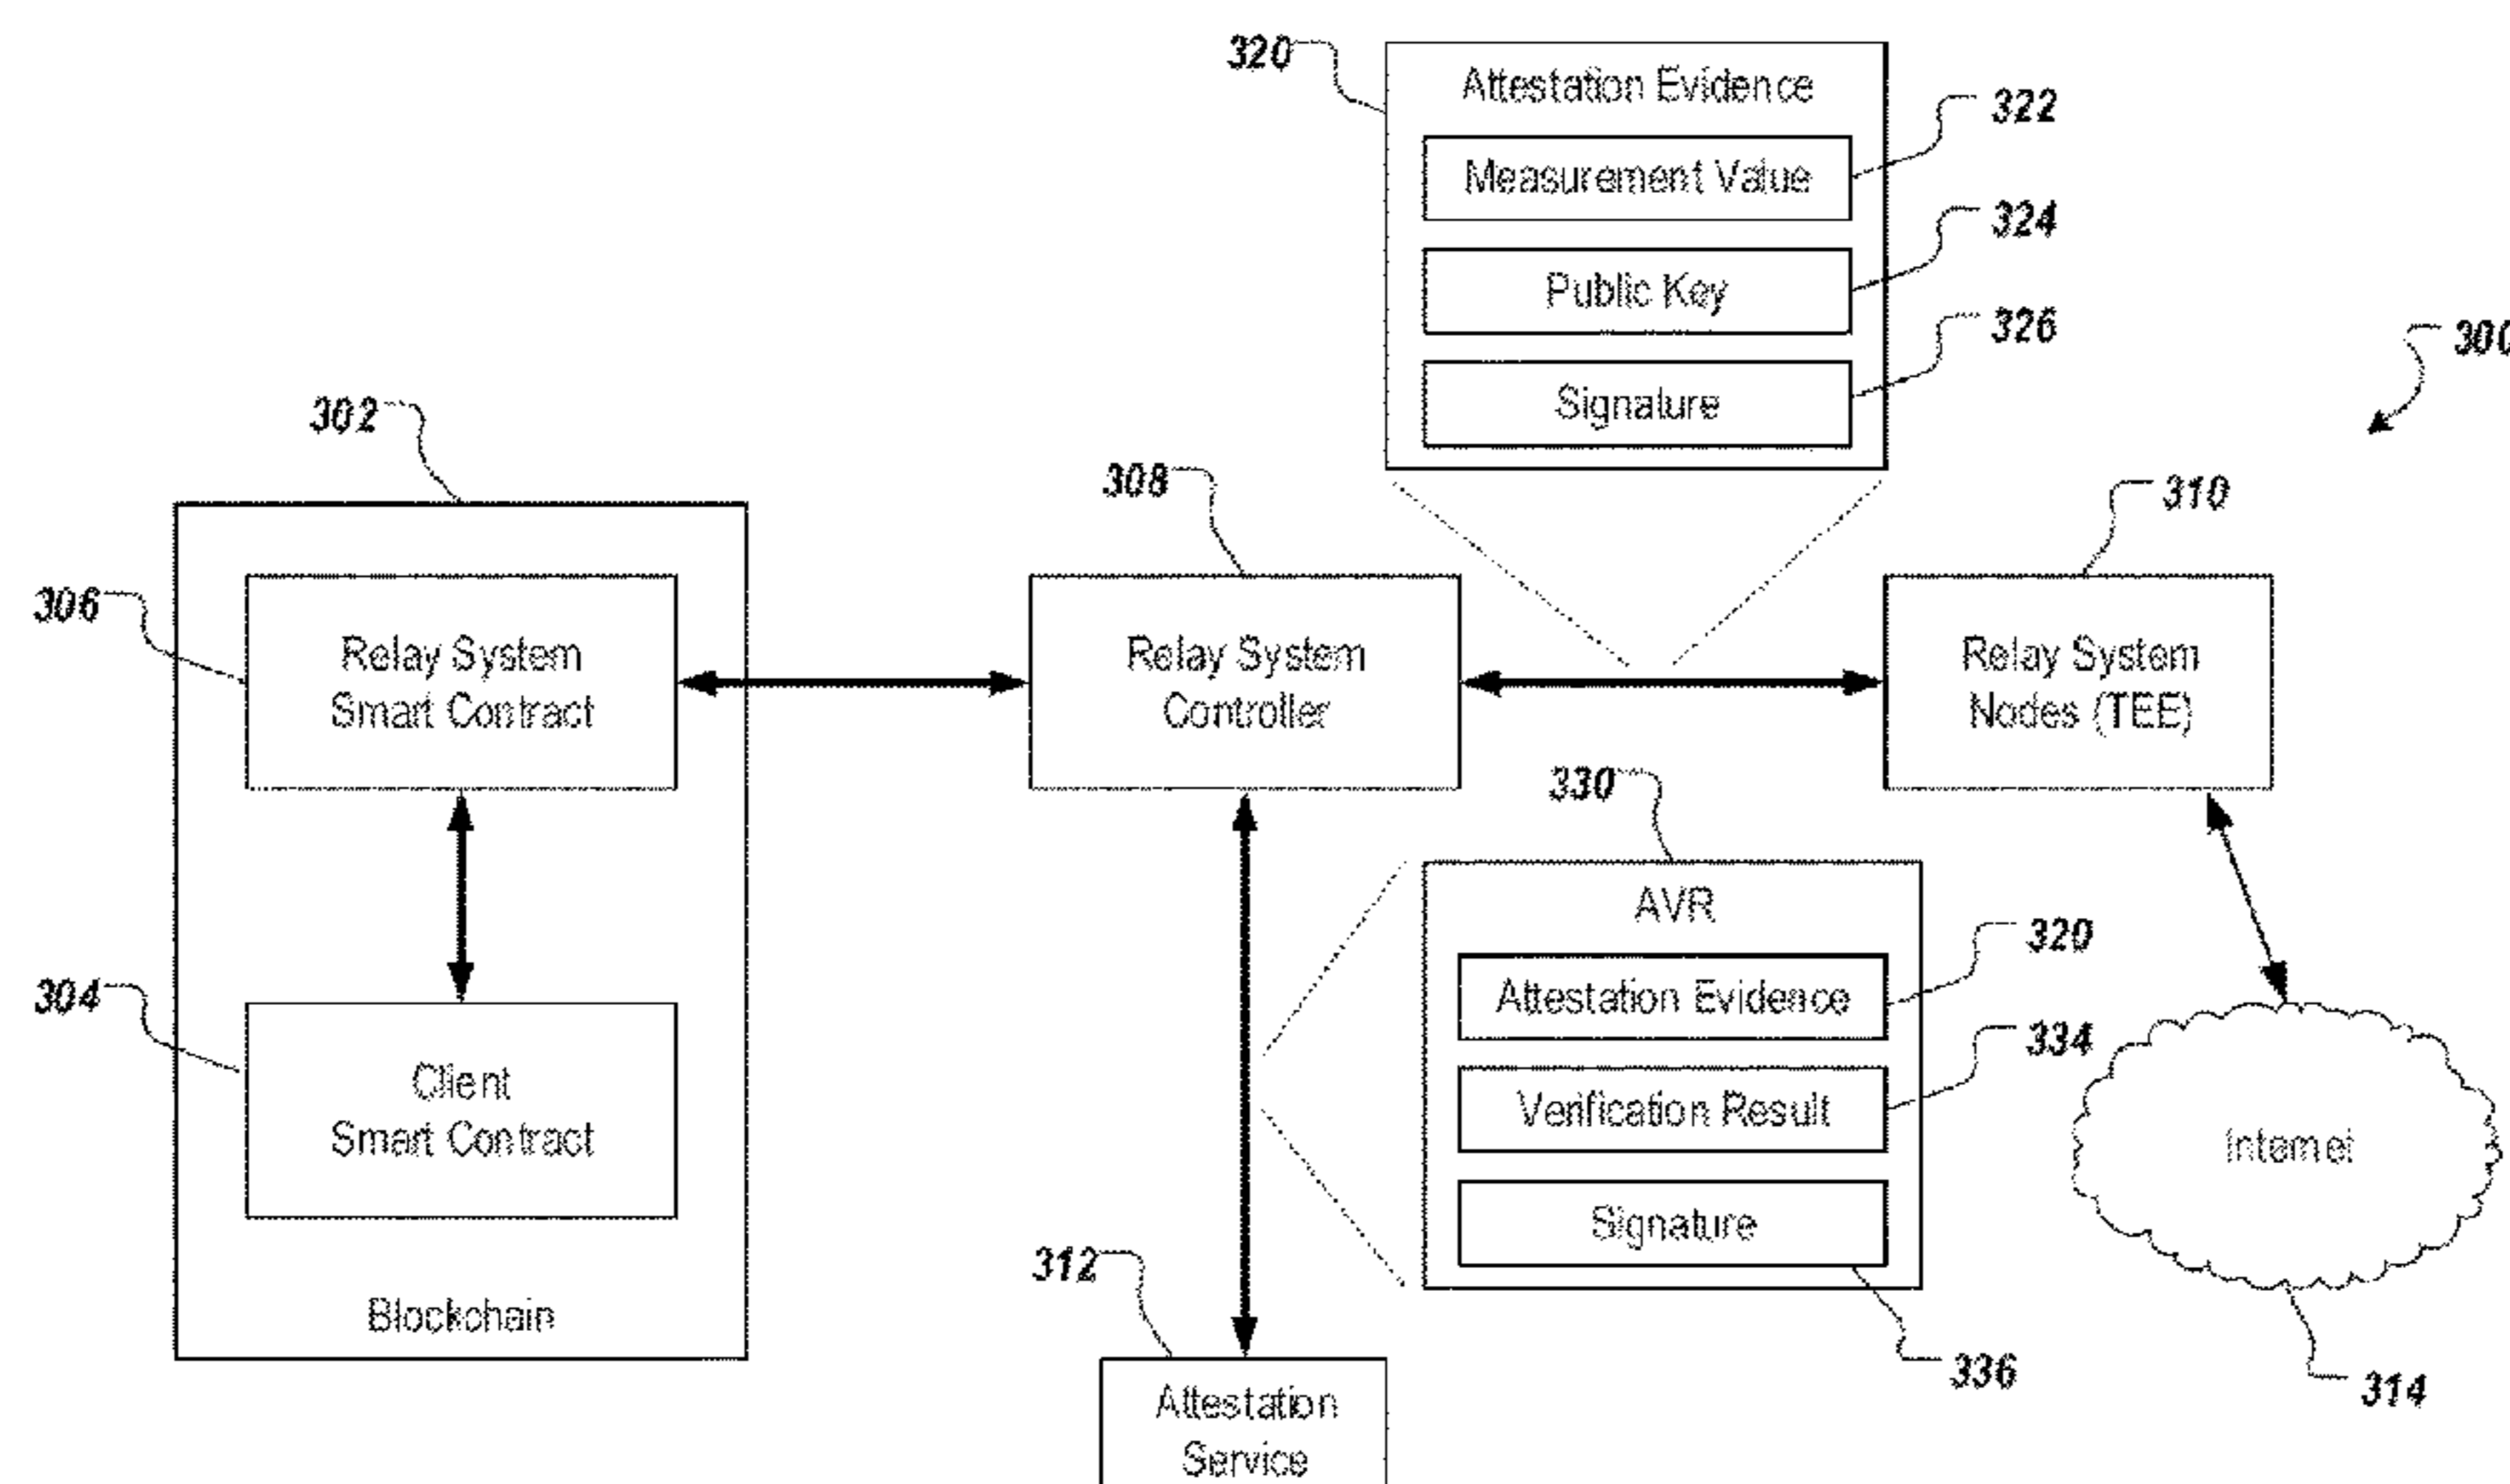 320
Attestation Evidence
322
Measurement Value
324
Public Key
326
Signature
300
302
308
310
306
Relay System
Smart Contract
Relay System
Controller
Relay System
Nodes (TEE)
330
AVR
320
Attestation Evidence
334
Verification Result
Signature
336
304
Client
Smart Contract
Blockchain
Internet
314
312
Attestation
Service